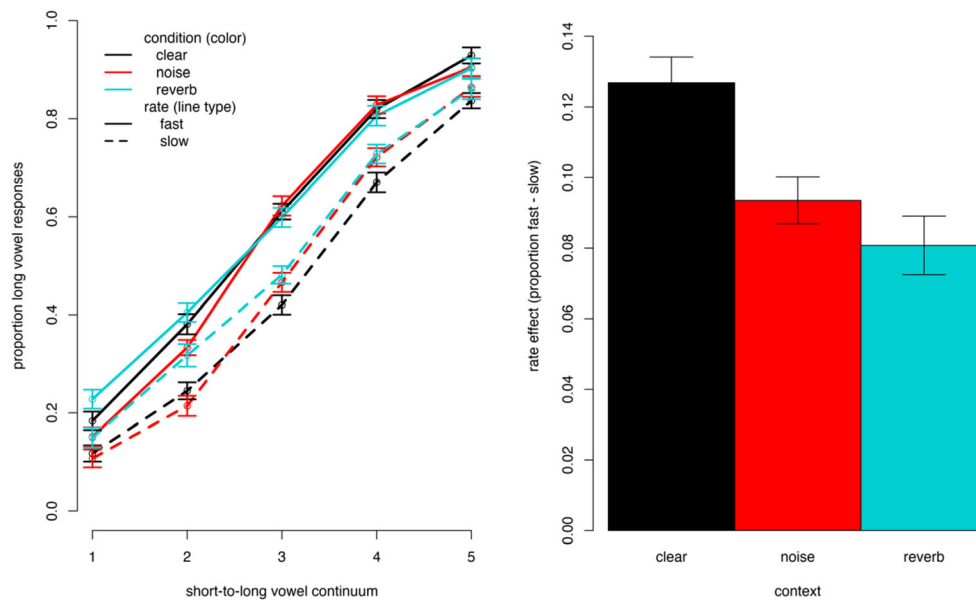 proportion long vowel responses
0.0
0.2
0.4
0.6
0.8
1.0
condition (color)
clear
noise
reverb
rate (line type)
fast
slow
1 2 3 4 5
short-to-long vowel continuum
rate effect (proportion fast - slow)
0.00
0.02
0.04
0.06
0.08
0.10
0.12
0.14
clear noise reverb
context